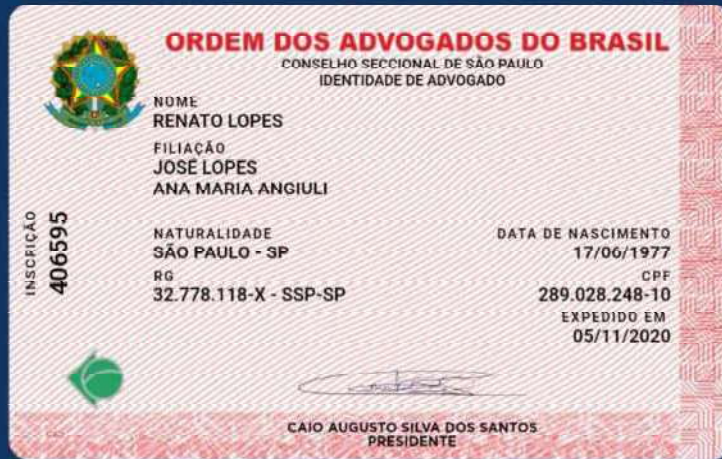 ORDEM DOS ADVOGADOS DO BRASIL
CONSELHO SECCIONAL DE SÃO PAULO
IDENTIDADE DE ADVOGADO
NOME
RENATO LOPES
FILIAÇÃO
JOSÉ LOPES
ANA MARIA ANGIULI
INSCRIÇÃO
406595
NATURALIDADE
SÃO PAULO - SP
DATA DE NASCIMENTO
17/06/1977
RG
32.778.118-X - SSP-SP
CPF
289.028.248-10
EXPEDIDO EM
05/11/2020
CAIO AUGUSTO SILVA DOS SANTOS
PRESIDENTE